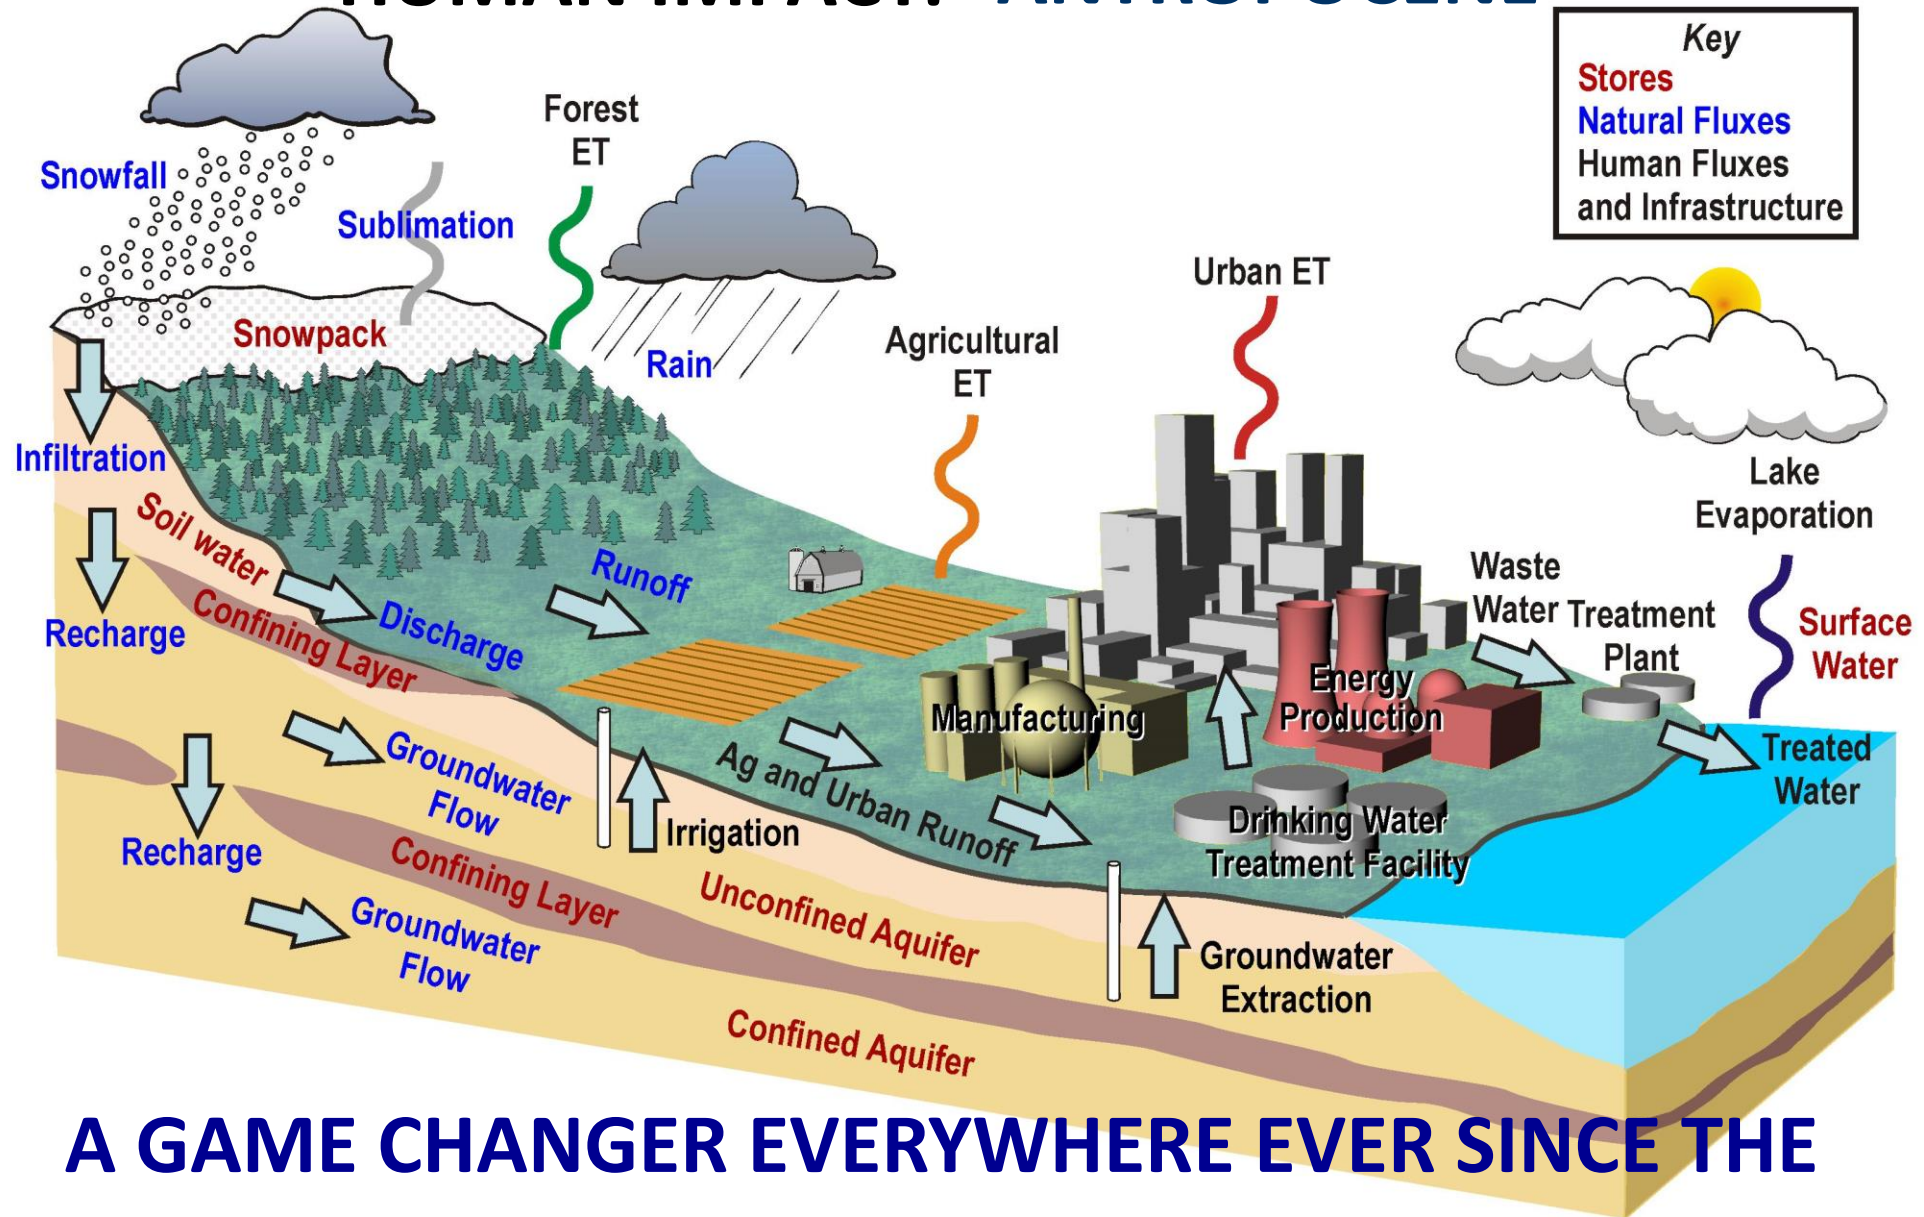 HUMAN IMPACT: ANTROPOCENE
Key
Stores
Natural Fluxes
Human Fluxes
and Infrastructure
Snowfall
Sublimation
Forest
ET
Snowpack
Rain
Agricultural
ET
Urban ET
Lake
Evaporation
Infiltration
Soil water
Recharge
Confining Layer
Discharge
Runoff
Waste
Water
Treatment
Plant
Surface
Water
Energy
Production
Manufacturing
Treated
Water
Groundwater
Flow
Irrigation
Ag and Urban Runoff
Drinking Water
Treatment Facility
Recharge
Confining Layer
Groundwater
Flow
Unconfined Aquifer
Groundwater
Extraction
Confined Aquifer
A GAME CHANGER EVERYWHERE EVER SINCE THE